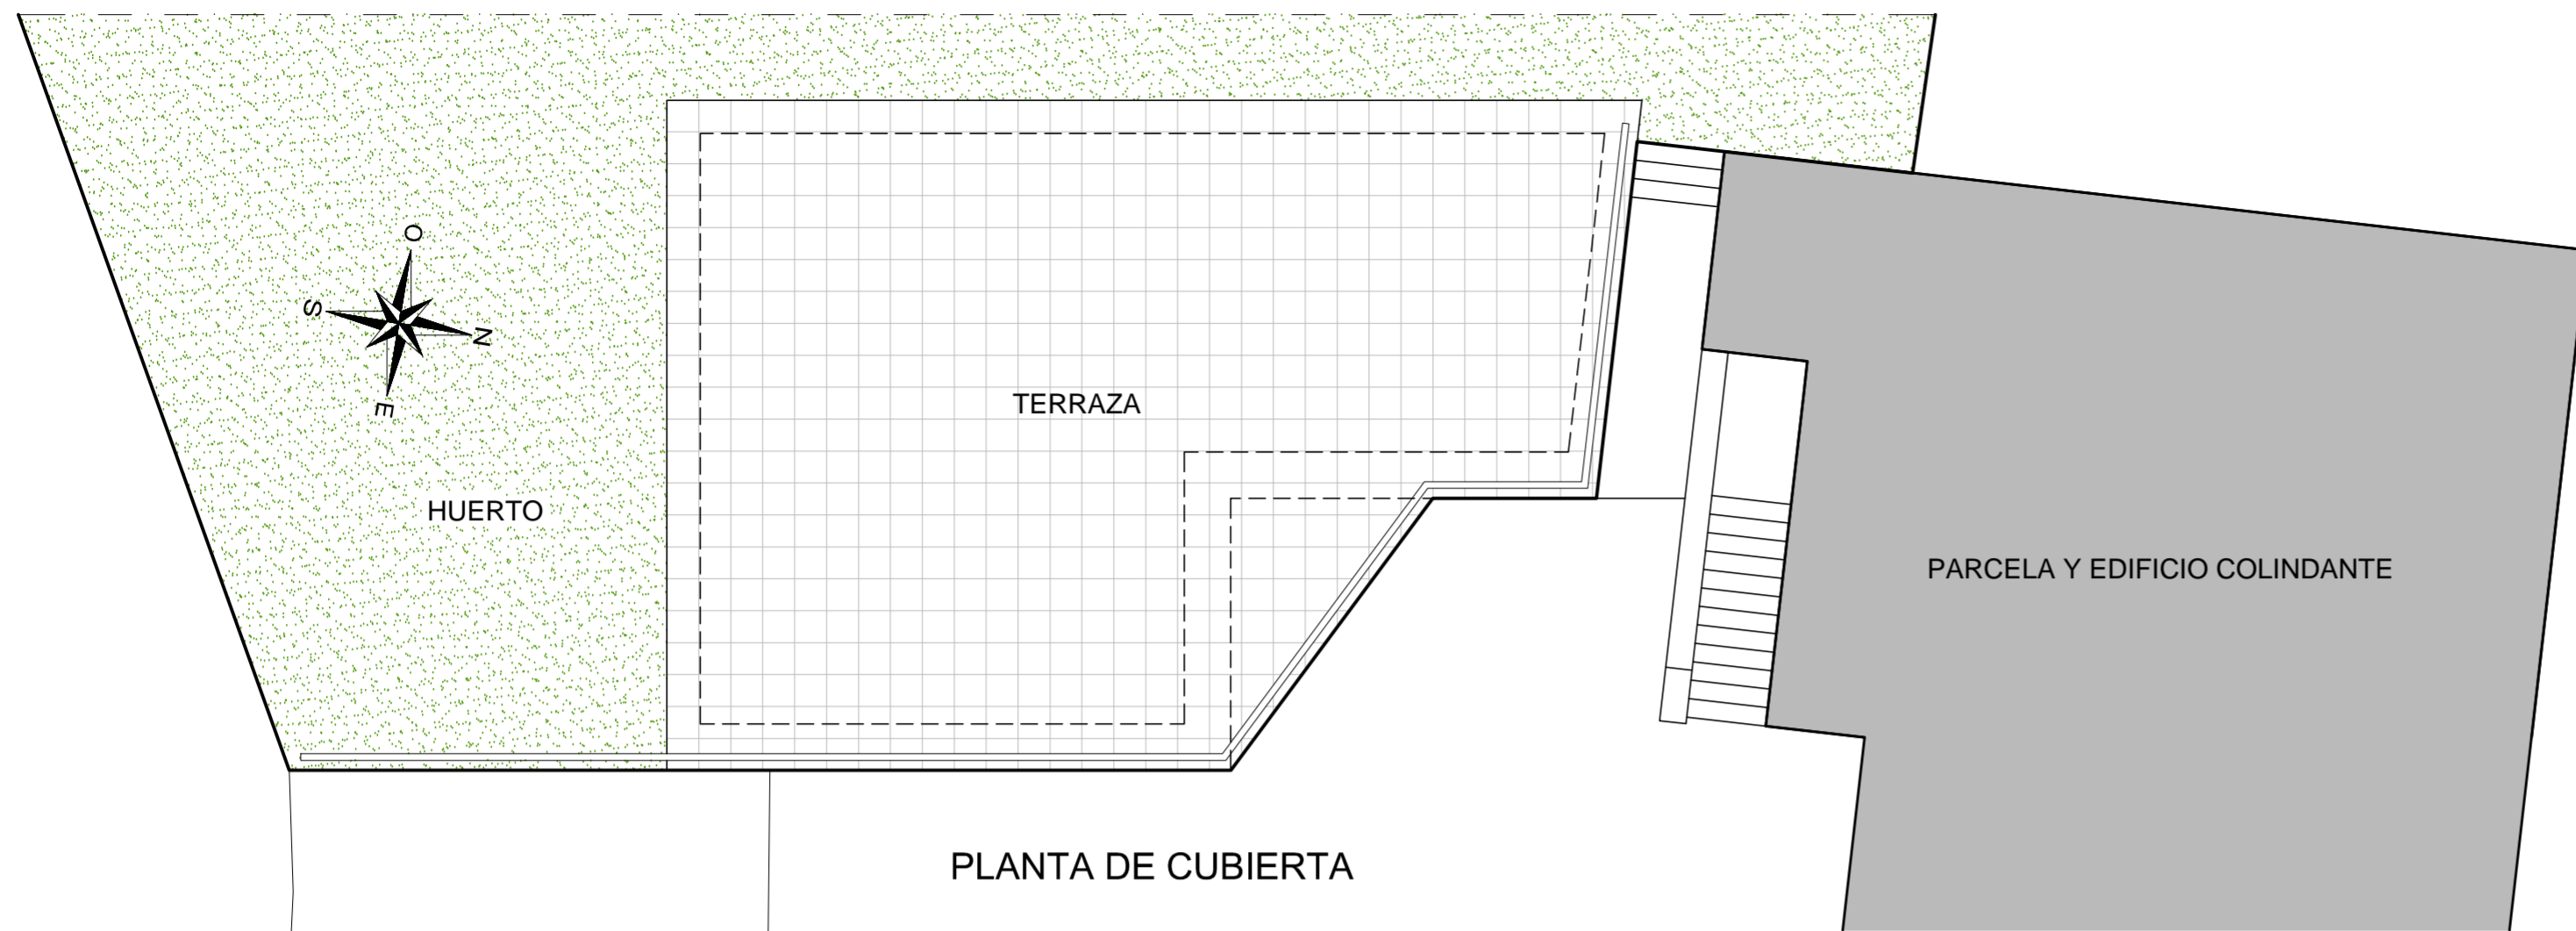 O
S
N
E
TERRAZA
HUERTO
PARCELA Y EDIFICIO COLINDANTE
PLANTA DE CUBIERTA